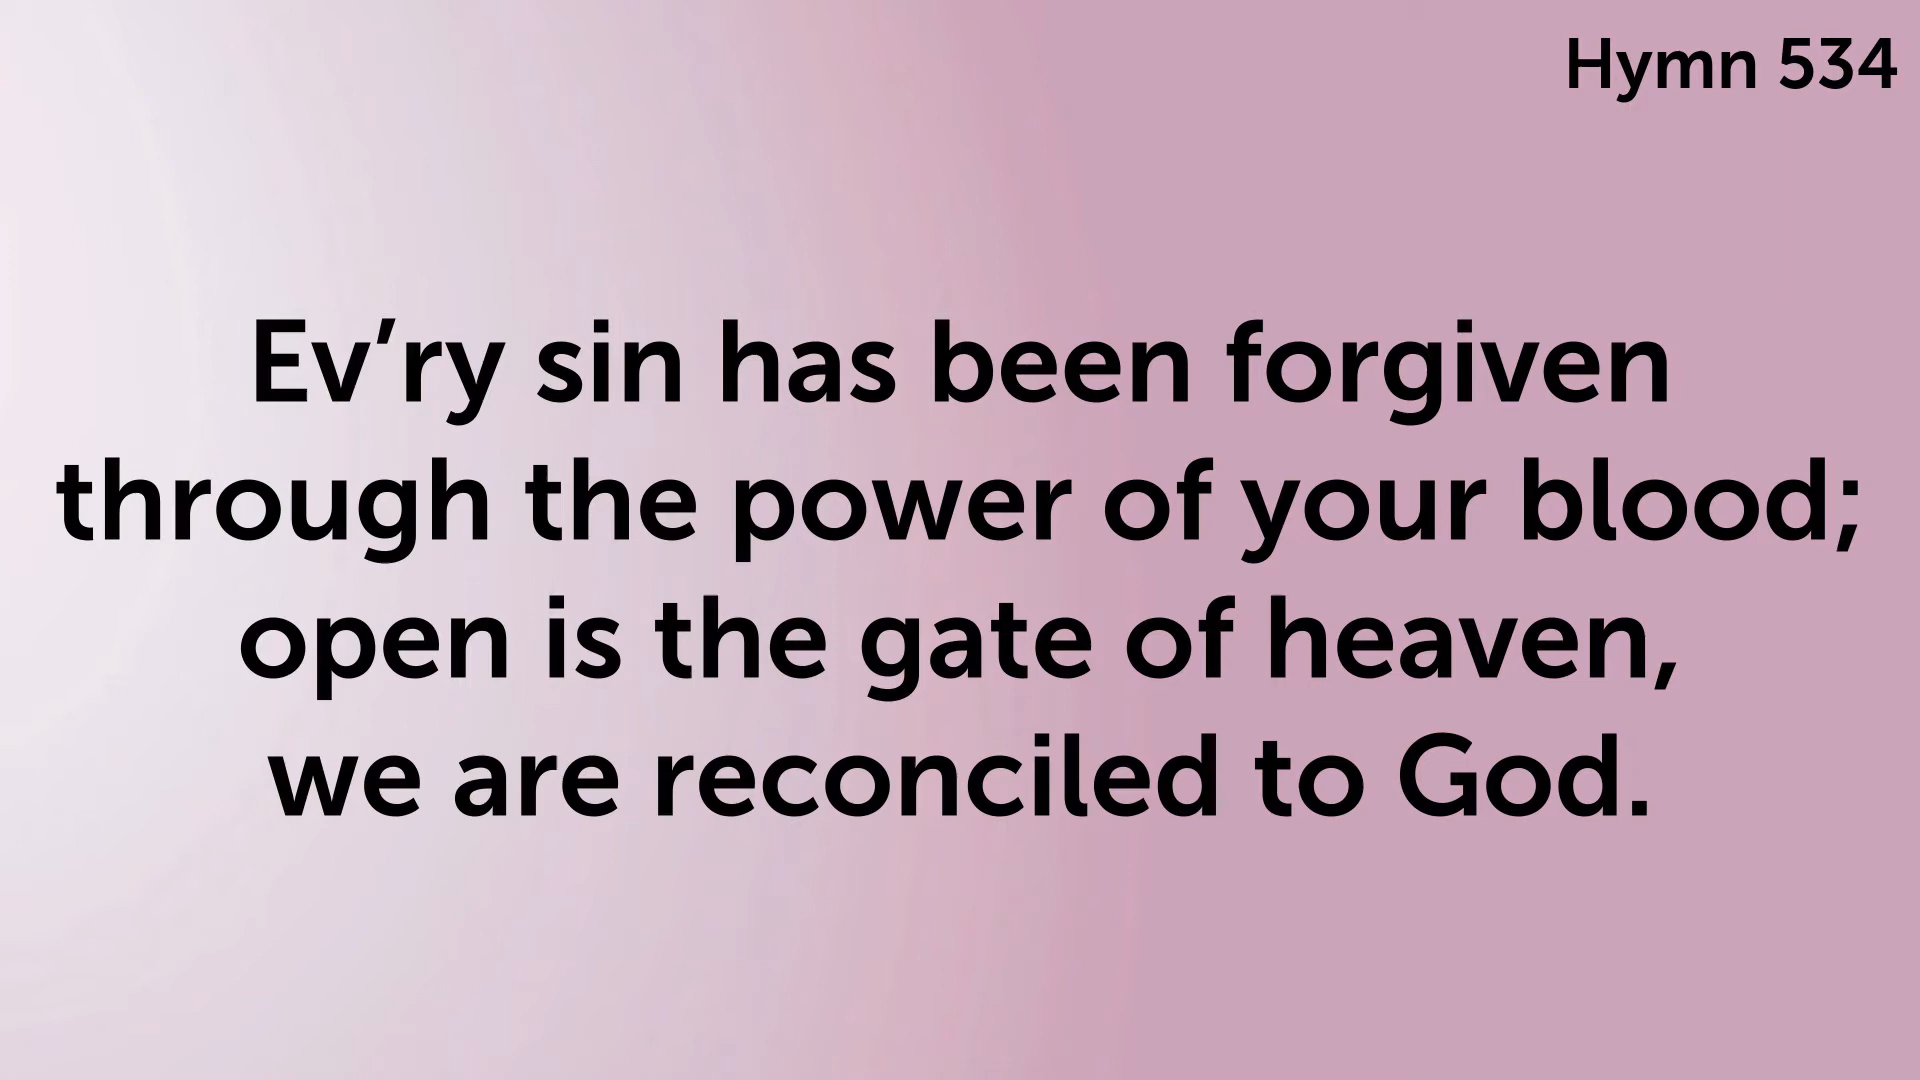 Hymn 534
Ev’ry sin has been forgiven
through the power of your blood;
open is the gate of heaven,
we are reconciled to God.